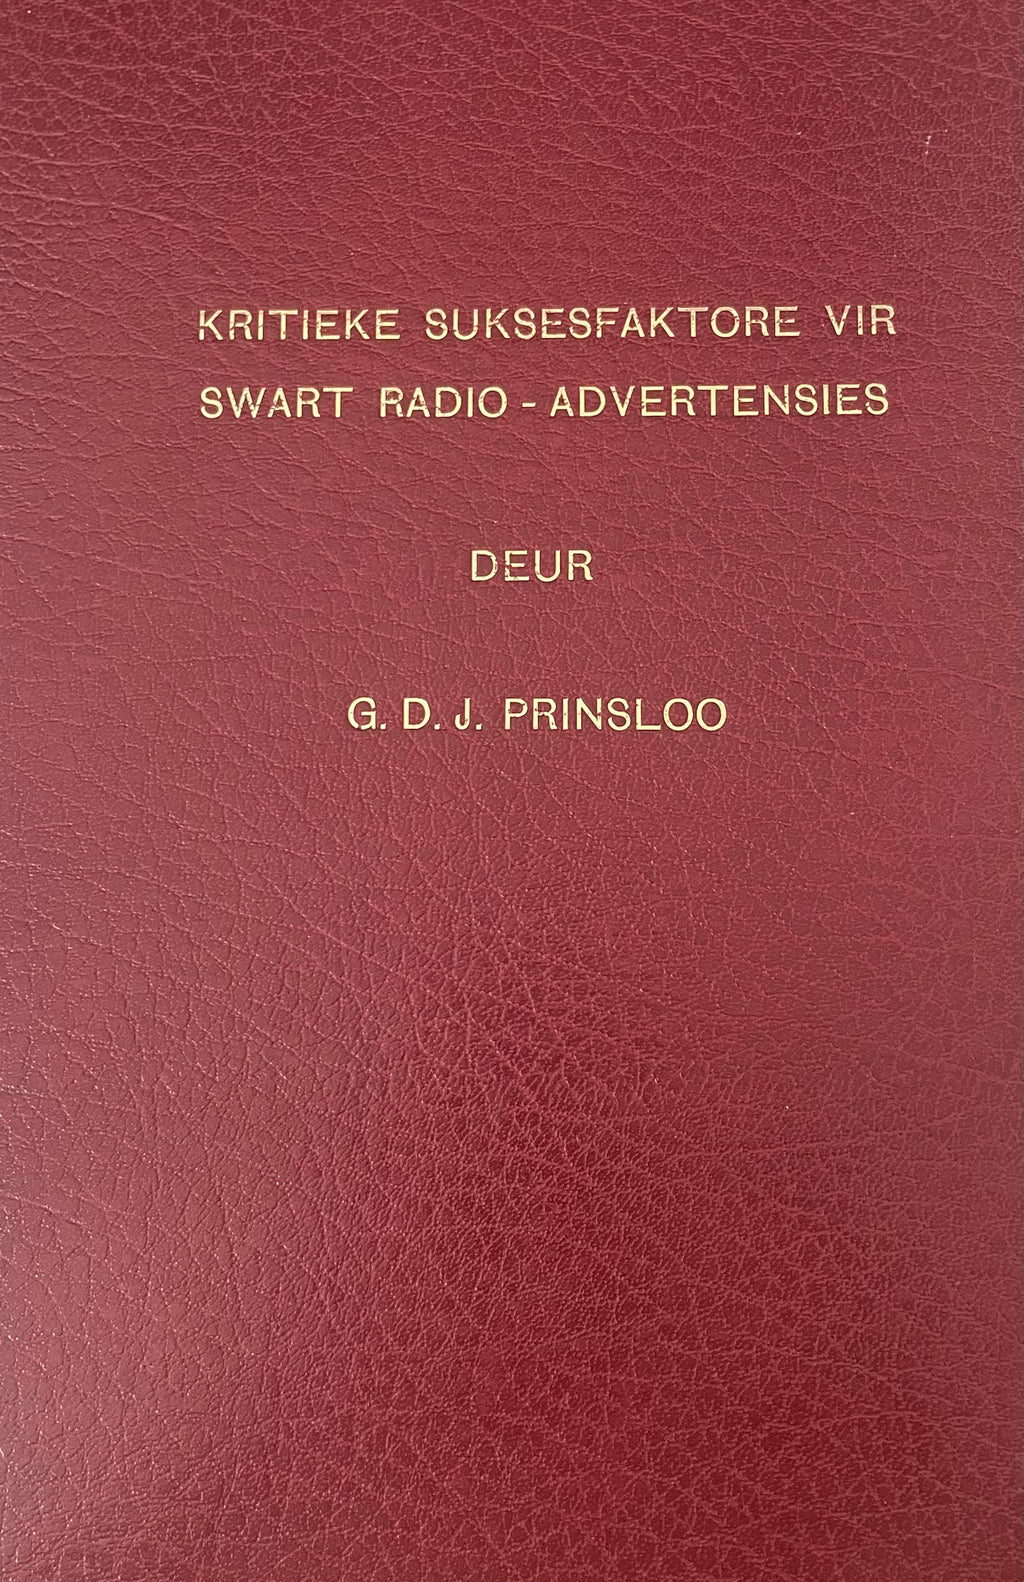 KRITIEKE SUKSESFAKTORE VIR
SWART RADIO - ADVERTENSIES
DEUR
G. D. J. PRINSLOO